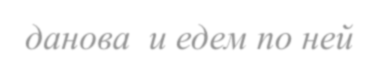 данова и едем по ней